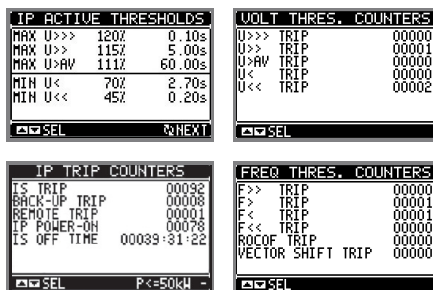 IP ACTIVE THRESHOLDS
MAX U>>> 120% 0.10s
MAX U>> 115% 5.00s
MAX U>AV 111% 60.00s
MIN U< 70% 2.70s
MIN U<< 45% 0.20s
SEL NEXT
VOLT THRES. COUNTERS
U>>> TRIP 00000
U>> TRIP 00001
U>AV TRIP 00000
U< TRIP 00000
U<< TRIP 00002
SEL
IP TRIP COUNTERS
IS TRIP 00092
BACK-UP TRIP 00008
REMOTE TRIP 00001
IP POWER-ON 00078
IS OFF TIME 00039:31:22
SEL P<=50kW -
FREQ THRES. COUNTERS
F>> TRIP 00000
F> TRIP 00001
F< TRIP 00001
F<< TRIP 00000
ROCOF TRIP 00000
VECTOR SHIFT TRIP 00000
SEL